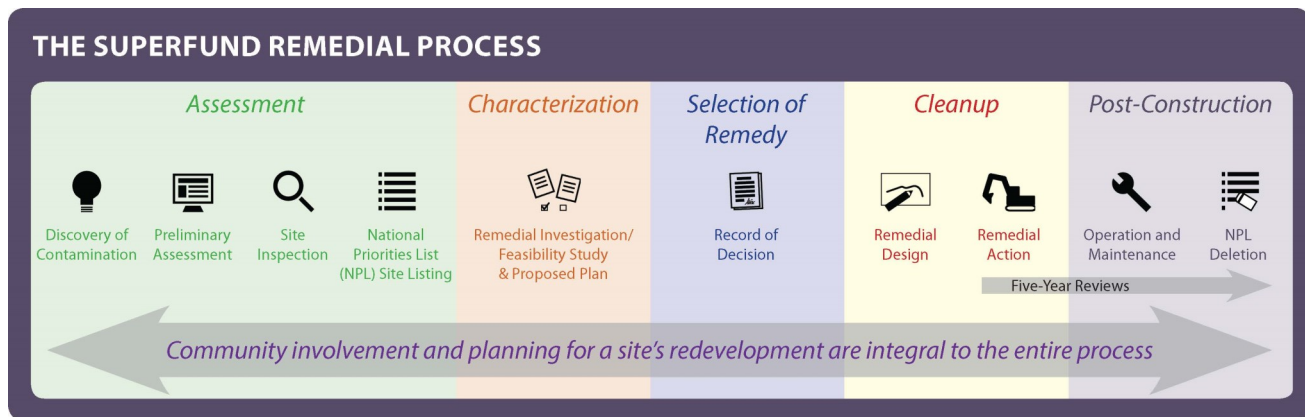 THE SUPERFUND REMEDIAL PROCESS
Assessment
Discovery of
Contamination
Preliminary
Assessment
Site
Inspection
National
Priorities List
(NPL) Site Listing
Characterization
Remedial Investigation/
Feasibility Study
& Proposed Plan
Selection of
Remedy
Record of
Decision
Cleanup
Remedial
Design
Remedial
Action
Post-Construction
Operation and
Maintenance
NPL
Deletion
Five-Year Reviews
Community involvement and planning for a site's redevelopment are integral to the entire process